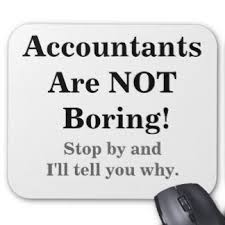 Accountants
Are NOT
Boring!
Stop by and
I'll tell you why.